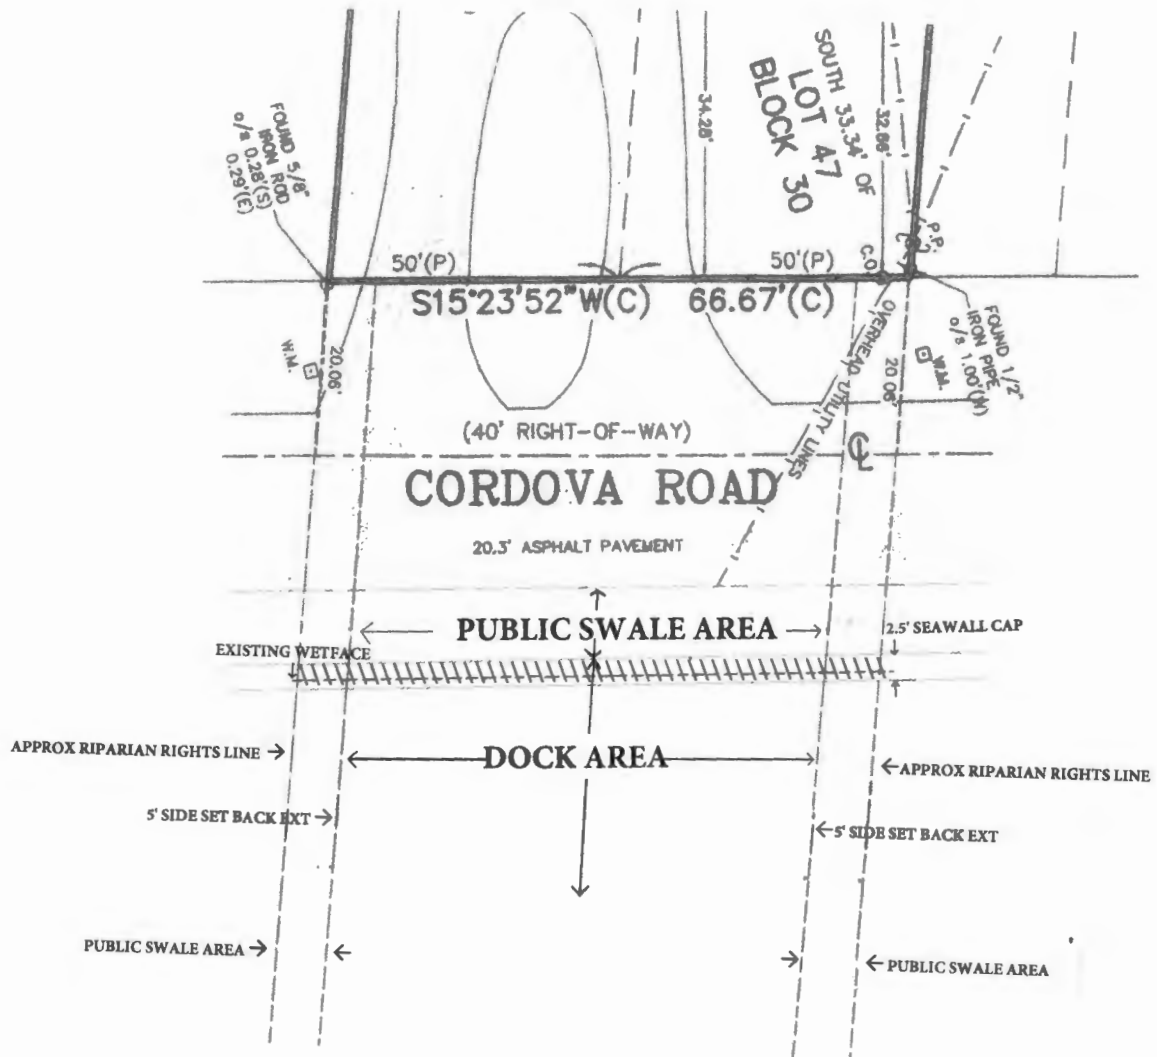 SOUTH 33.34' OF
LOT 47
BLOCK 30
34.28'
32.66'
FOUND 5/8"
IRON ROD
o/s 0.28'(S)
0.29'(E)
P.P.
C.O.
50'(P)
50'(P)
S15°23'52"W(C) 66.67'(C)
FOUND 1/2"
IRON PIPE
o/s 1.00'(N)
W.M.
20.06'
OVERHEAD UTILITY LINES
20.06'
W.M.
(40' RIGHT-OF-WAY)
CL
CORDOVA ROAD
20.3' ASPHALT PAVEMENT
PUBLIC SWALE AREA
2.5' SEAWALL CAP
EXISTING WETFACE
APPROX RIPARIAN RIGHTS LINE
DOCK AREA
APPROX RIPARIAN RIGHTS LINE
5' SIDE SET BACK EXT
5' SIDE SET BACK EXT
PUBLIC SWALE AREA
PUBLIC SWALE AREA